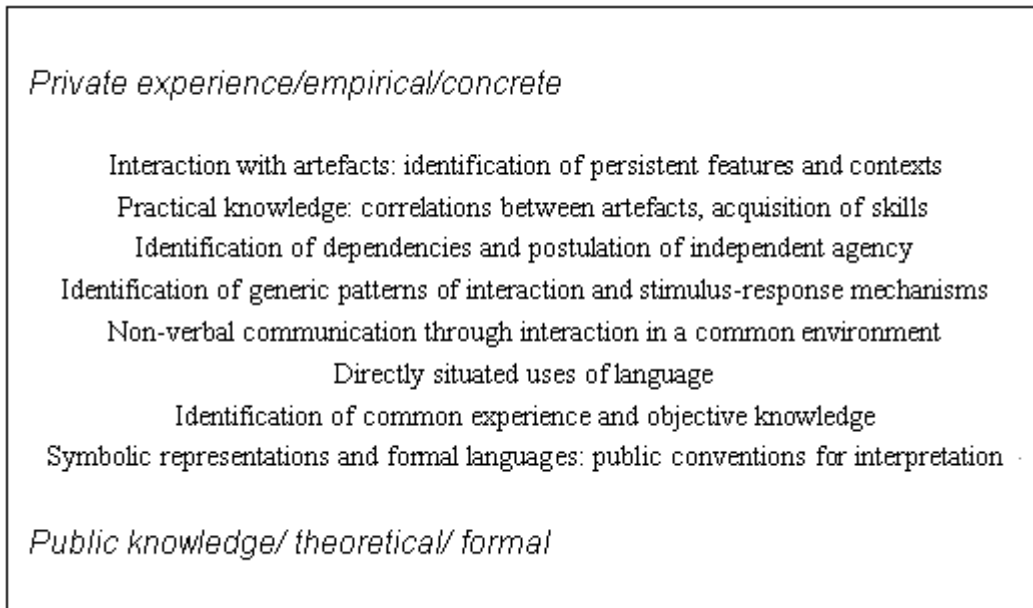 Private experience/empirical/concrete
Interaction with artefacts: identification of persistent features and contexts
Practical knowledge: correlations between artefacts, acquisition of skills
Identification of dependencies and postulation of independent agency
Identification of generic patterns of interaction and stimulus-response mechanisms
Non-verbal communication through interaction in a common environment
Directly situated uses of language
Identification of common experience and objective knowledge
Symbolic representations and formal languages: public conventions for interpretation
Public knowledge/ theoretical/ formal